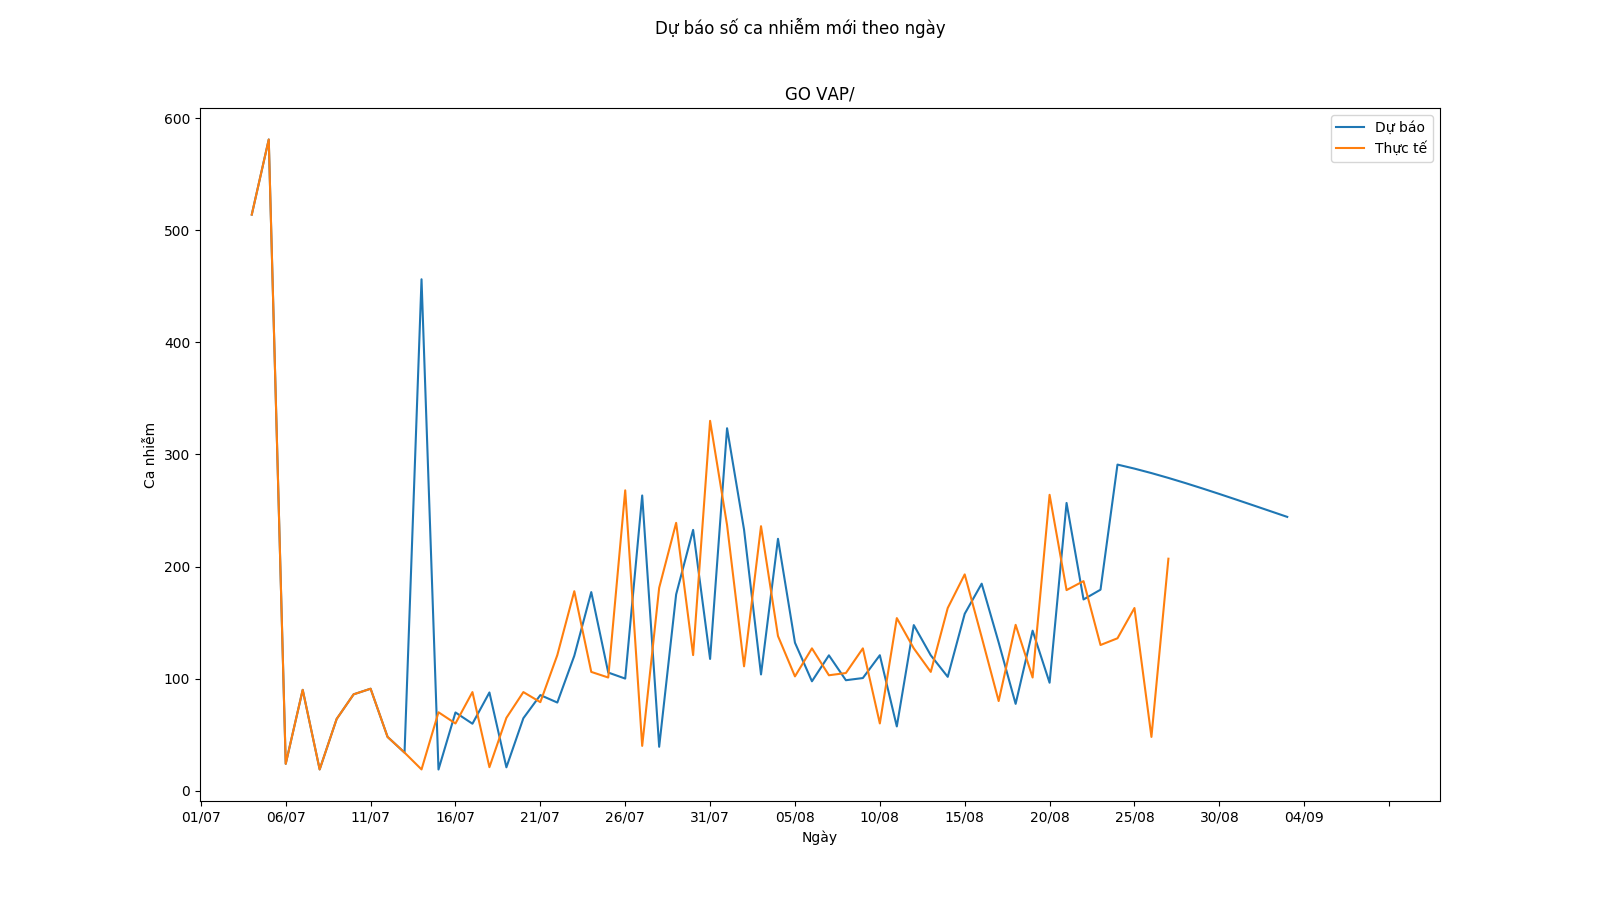 Dự báo số ca nhiễm mới theo ngày
GO VAP/
Dự báo
Thực tế
600
500
400
300
200
100
0
Ca nhiễm
01/07 06/07 11/07 16/07 21/07 26/07 31/07 05/08 10/08 15/08 20/08 25/08 30/08 04/09
Ngày